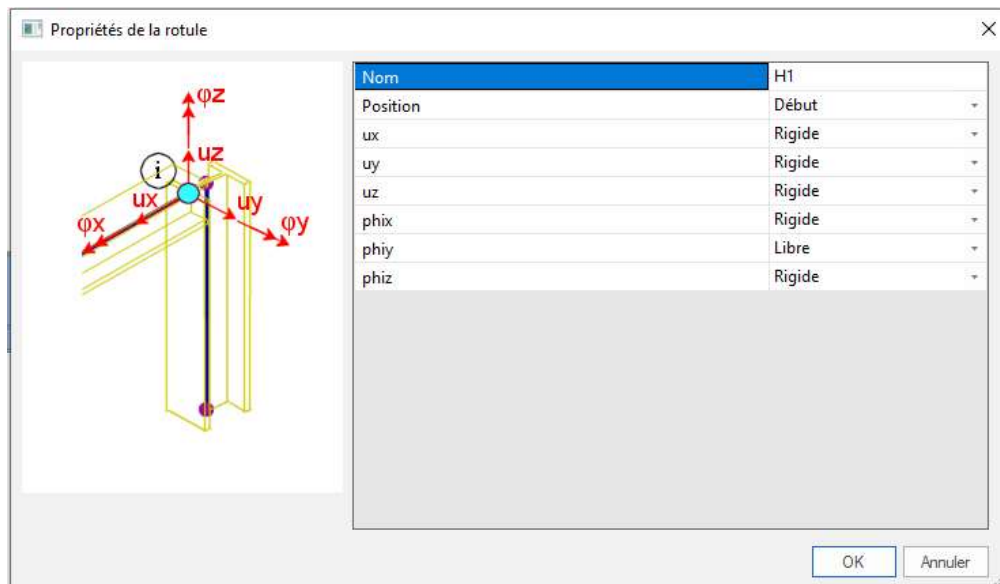 Propriétés de la rotule
φz
uz
i
ux
uy
φx
φy
Nom H1
Position Début
ux Rigide
uy Rigide
uz Rigide
phix Rigide
phiy Libre
phiz Rigide
OK Annuler